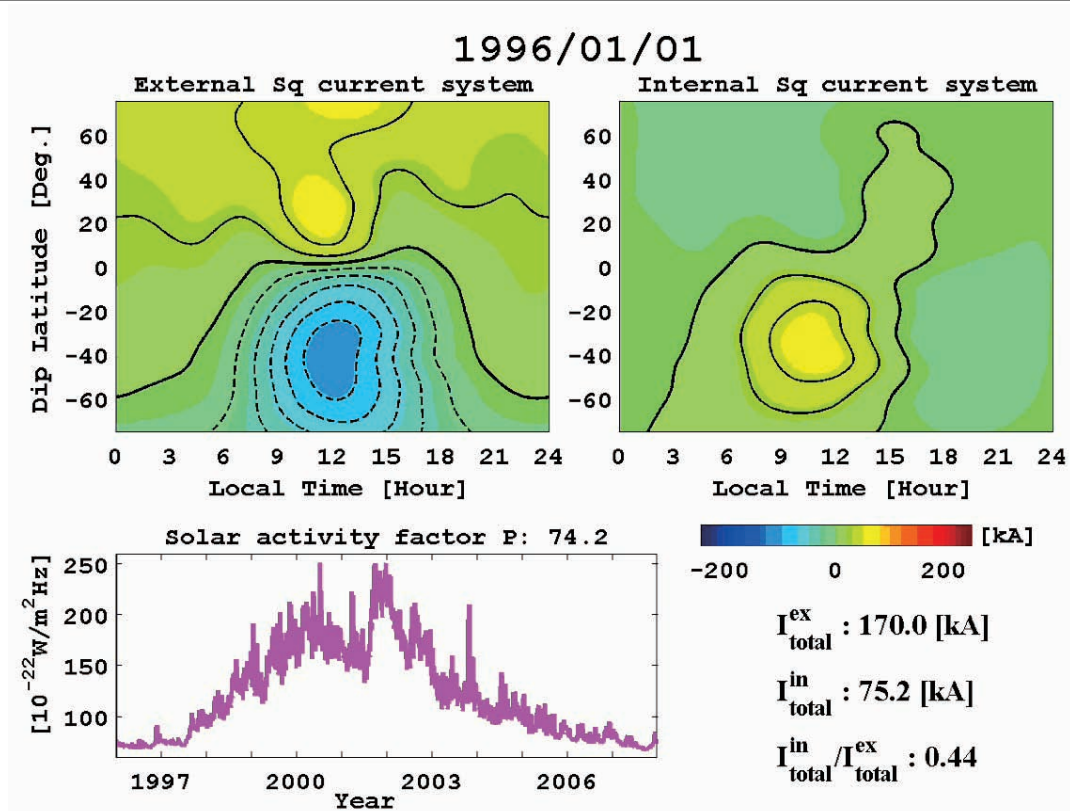 1996/01/01
External Sq current system
Internal Sq current system
Dip Latitude [Deg.]
60
40
20
0
-20
-40
-60
0 3 6 9 12 15 18 21 24
Local Time [Hour]
60
40
20
0
-20
-40
-60
0 3 6 9 12 15 18 21 24
Local Time [Hour]
Solar activity factor P: 74.2
[10⁻²²W/m²Hz]
250
200
150
100
1997 2000 2003 2006
Year
[kA]
-200 0 200
I^ex_total : 170.0 [kA]
I^in_total : 75.2 [kA]
I^in_total/I^ex_total : 0.44